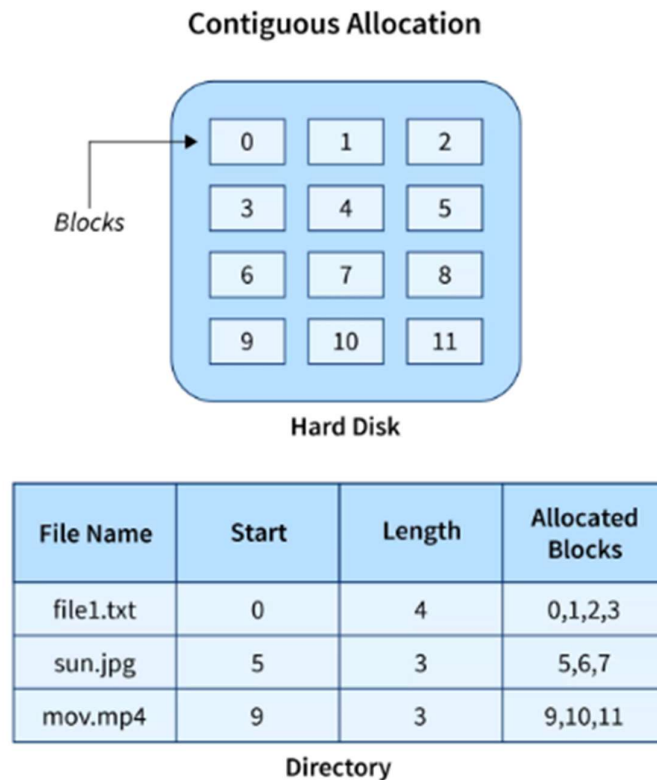 Contiguous Allocation
0 1 2
Blocks
3 4 5
6 7 8
9 10 11
Hard Disk
File Name Start Length Allocated Blocks
file1.txt 0 4 0,1,2,3
sun.jpg 5 3 5,6,7
mov.mp4 9 3 9,10,11
Directory